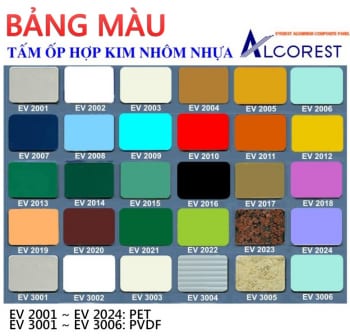 BẢNG MÀU
TẤM ỐP HỢP KIM NHÔM NHỰA
EVEREST ALUMINIUM COMPOSITE PANEL
ALCOREST
EV 2001 EV 2002 EV 2003 EV 2004 EV 2005 EV 2006
EV 2007 EV 2008 EV 2009 EV 2010 EV 2011 EV 2012
EV 2013 EV 2014 EV 2015 EV 2016 EV 2017 EV 2018
EV 2019 EV 2020 EV 2021 EV 2022 EV 2023 EV 2024
EV 3001 EV 3002 EV 3003 EV 3004 EV 3005 EV 3006
EV 2001 ~ EV 2024: PET
EV 3001 ~ EV 3006: PVDF